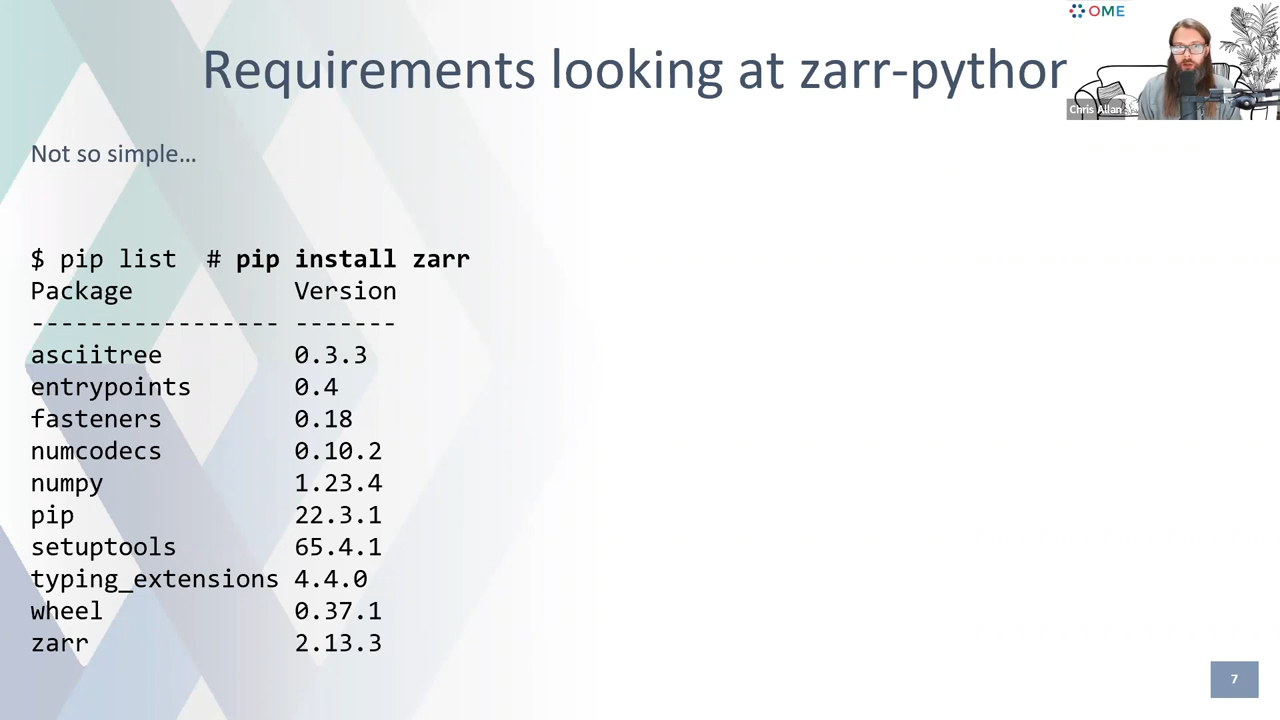 OME
Requirements looking at zarr-python
Chris Allan
Not so simple…
$ pip list  # pip install zarr
Package           Version
----------------- -------
asciitree         0.3.3
entrypoints       0.4
fasteners         0.18
numcodecs         0.10.2
numpy             1.23.4
pip               22.3.1
setuptools        65.4.1
typing_extensions 4.4.0
wheel             0.37.1
zarr              2.13.3
7